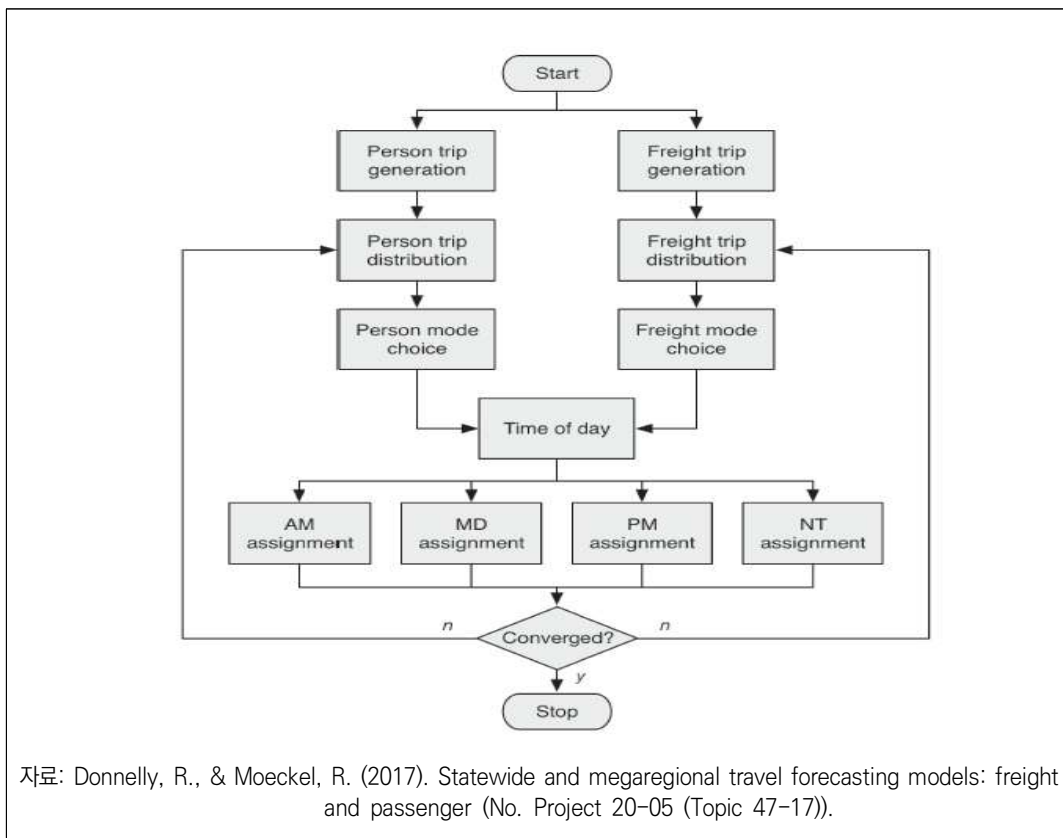 Start
Person trip
generation
Freight trip
generation
Person trip
distribution
Freight trip
distribution
Person mode
choice
Freight mode
choice
Time of day
AM
assignment
MD
assignment
PM
assignment
NT
assignment
n
Converged?
n
y
Stop
자료: Donnelly, R., & Moeckel, R. (2017). Statewide and megaregional travel forecasting models: freight
and passenger (No. Project 20-05 (Topic 47-17)).